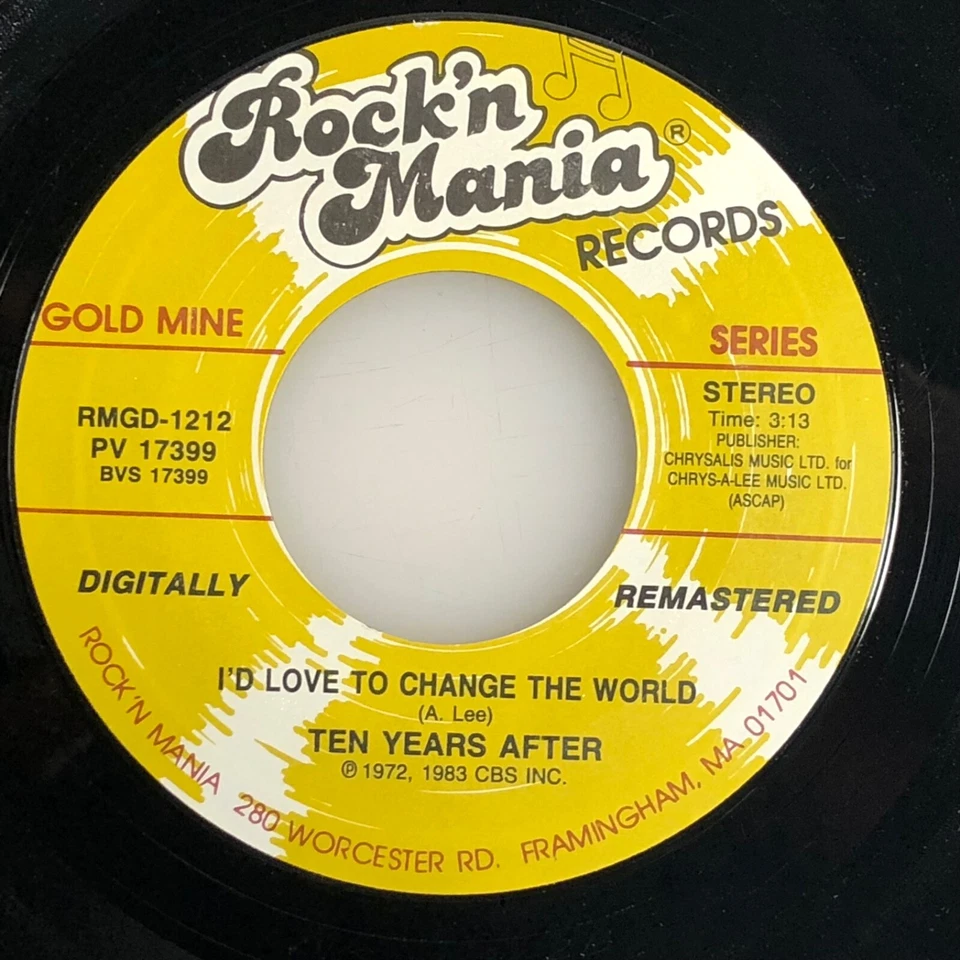 Rock'n
Mania®
RECORDS
GOLD MINE
SERIES
RMGD-1212
PV 17399
BVS 17399
STEREO
Time: 3:13
PUBLISHER:
CHRYSALIS MUSIC LTD. for
CHRYS-A-LEE MUSIC LTD.
(ASCAP)
DIGITALLY
REMASTERED
I'D LOVE TO CHANGE THE WORLD
(A. Lee)
TEN YEARS AFTER
℗ 1972, 1983 CBS INC.
ROCK'N MANIA 280 WORCESTER RD. FRAMINGHAM, MA 01701